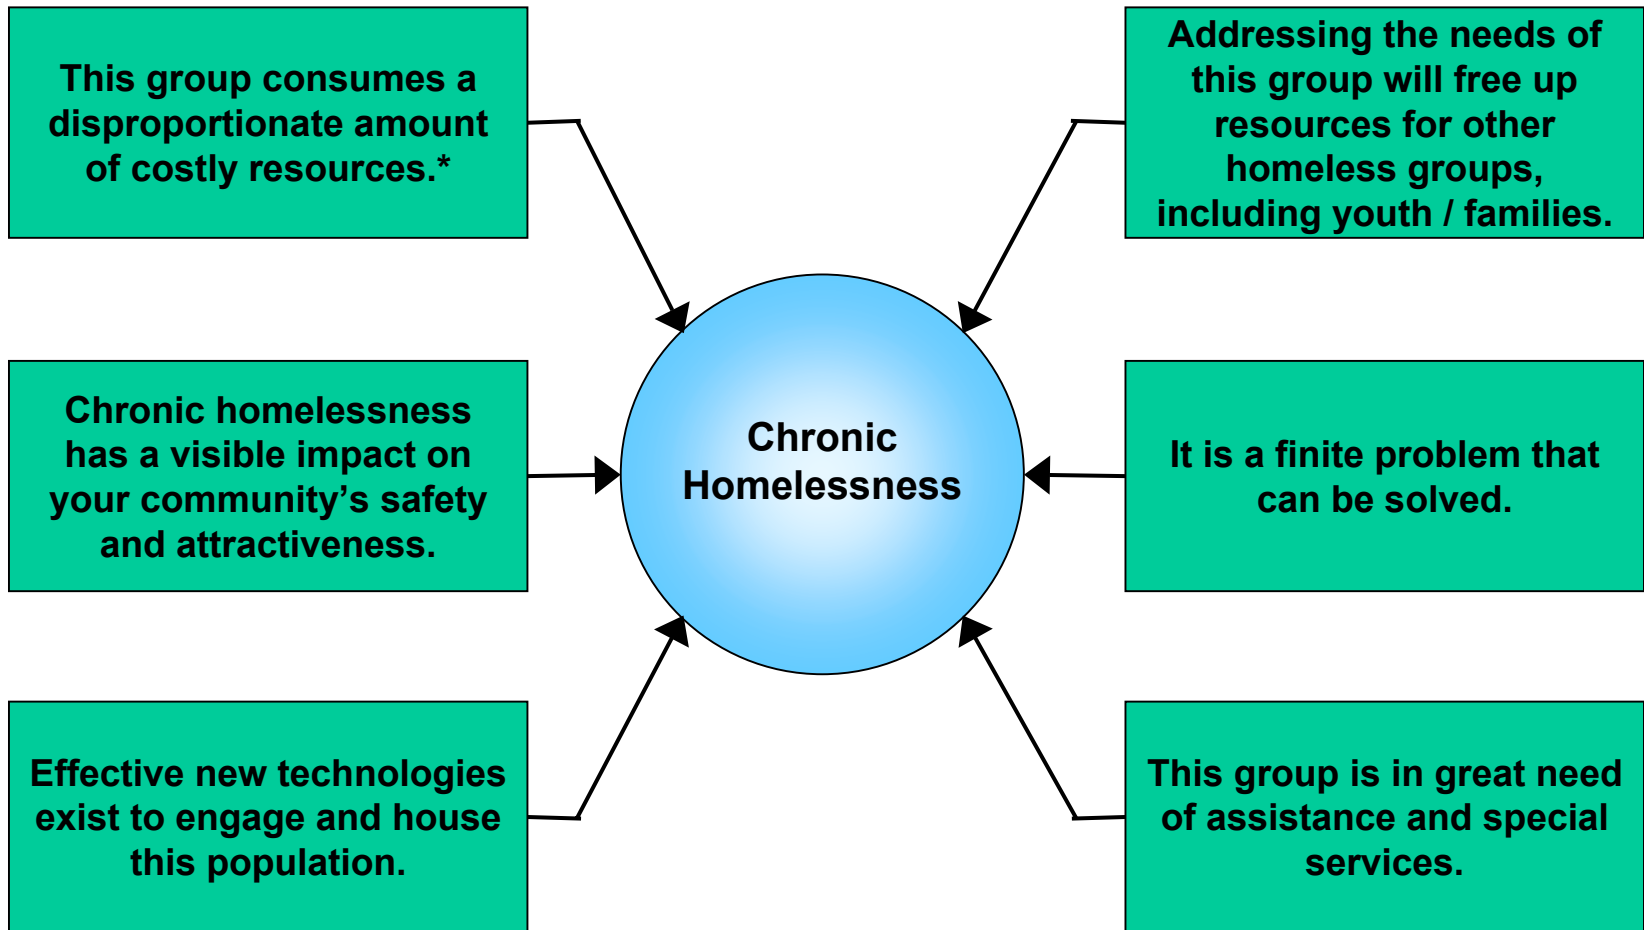 This group consumes a
disproportionate amount
of costly resources.*
Addressing the needs of
this group will free up
resources for other
homeless groups,
including youth / families.
Chronic homelessness
has a visible impact on
your community’s safety
and attractiveness.
Chronic
Homelessness
It is a finite problem that
can be solved.
Effective new technologies
exist to engage and house
this population.
This group is in great need
of assistance and special
services.